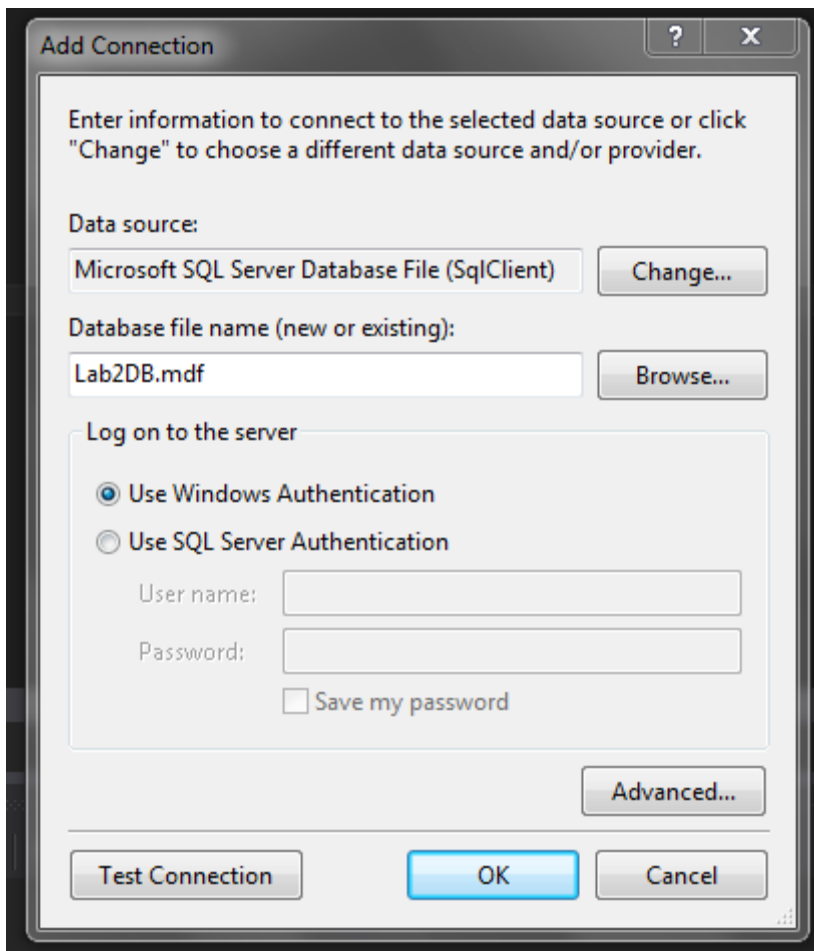 Add Connection
? X
Enter information to connect to the selected data source or click
"Change" to choose a different data source and/or provider.
Data source:
Microsoft SQL Server Database File (SqlClient)
Change...
Database file name (new or existing):
Lab2DB.mdf
Browse...
Log on to the server
Use Windows Authentication
Use SQL Server Authentication
User name:
Password:
Save my password
Advanced...
Test Connection
OK
Cancel